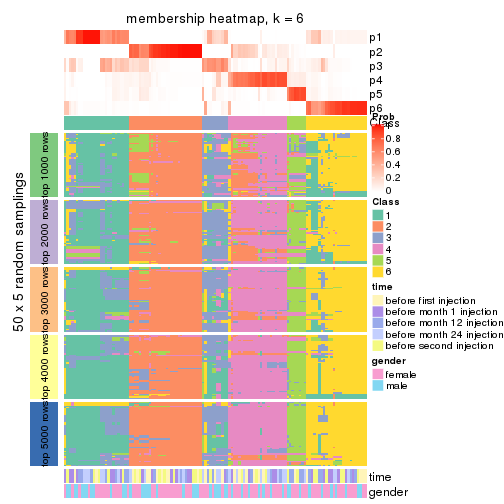 membership heatmap, k = 6
p1
p2
p3
p4
p5
p6
Class
Prob
1
0.8
0.6
0.4
0.2
0
Class
1
2
3
4
5
6
time
before first injection
before month 1 injection
before month 12 injection
before month 24 injection
before second injection
gender
female
male
50 x 5 random samplings
top 1000 rows
top 2000 rows
top 3000 rows
top 4000 rows
top 5000 rows
time
gender